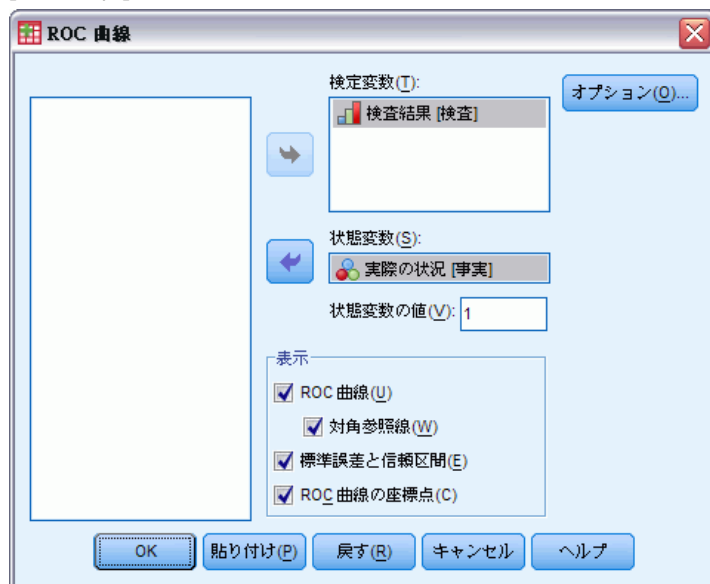 ROC 曲線
検定変数(T):
オプション(O)...
検査結果 [検査]
状態変数(S):
実際の状況 [事実]
状態変数の値(V): 1
表示
ROC 曲線(U)
対角参照線(W)
標準誤差と信頼区間(E)
ROC 曲線の座標点(C)
OK 貼り付け(P) 戻す(R) キャンセル ヘルプ